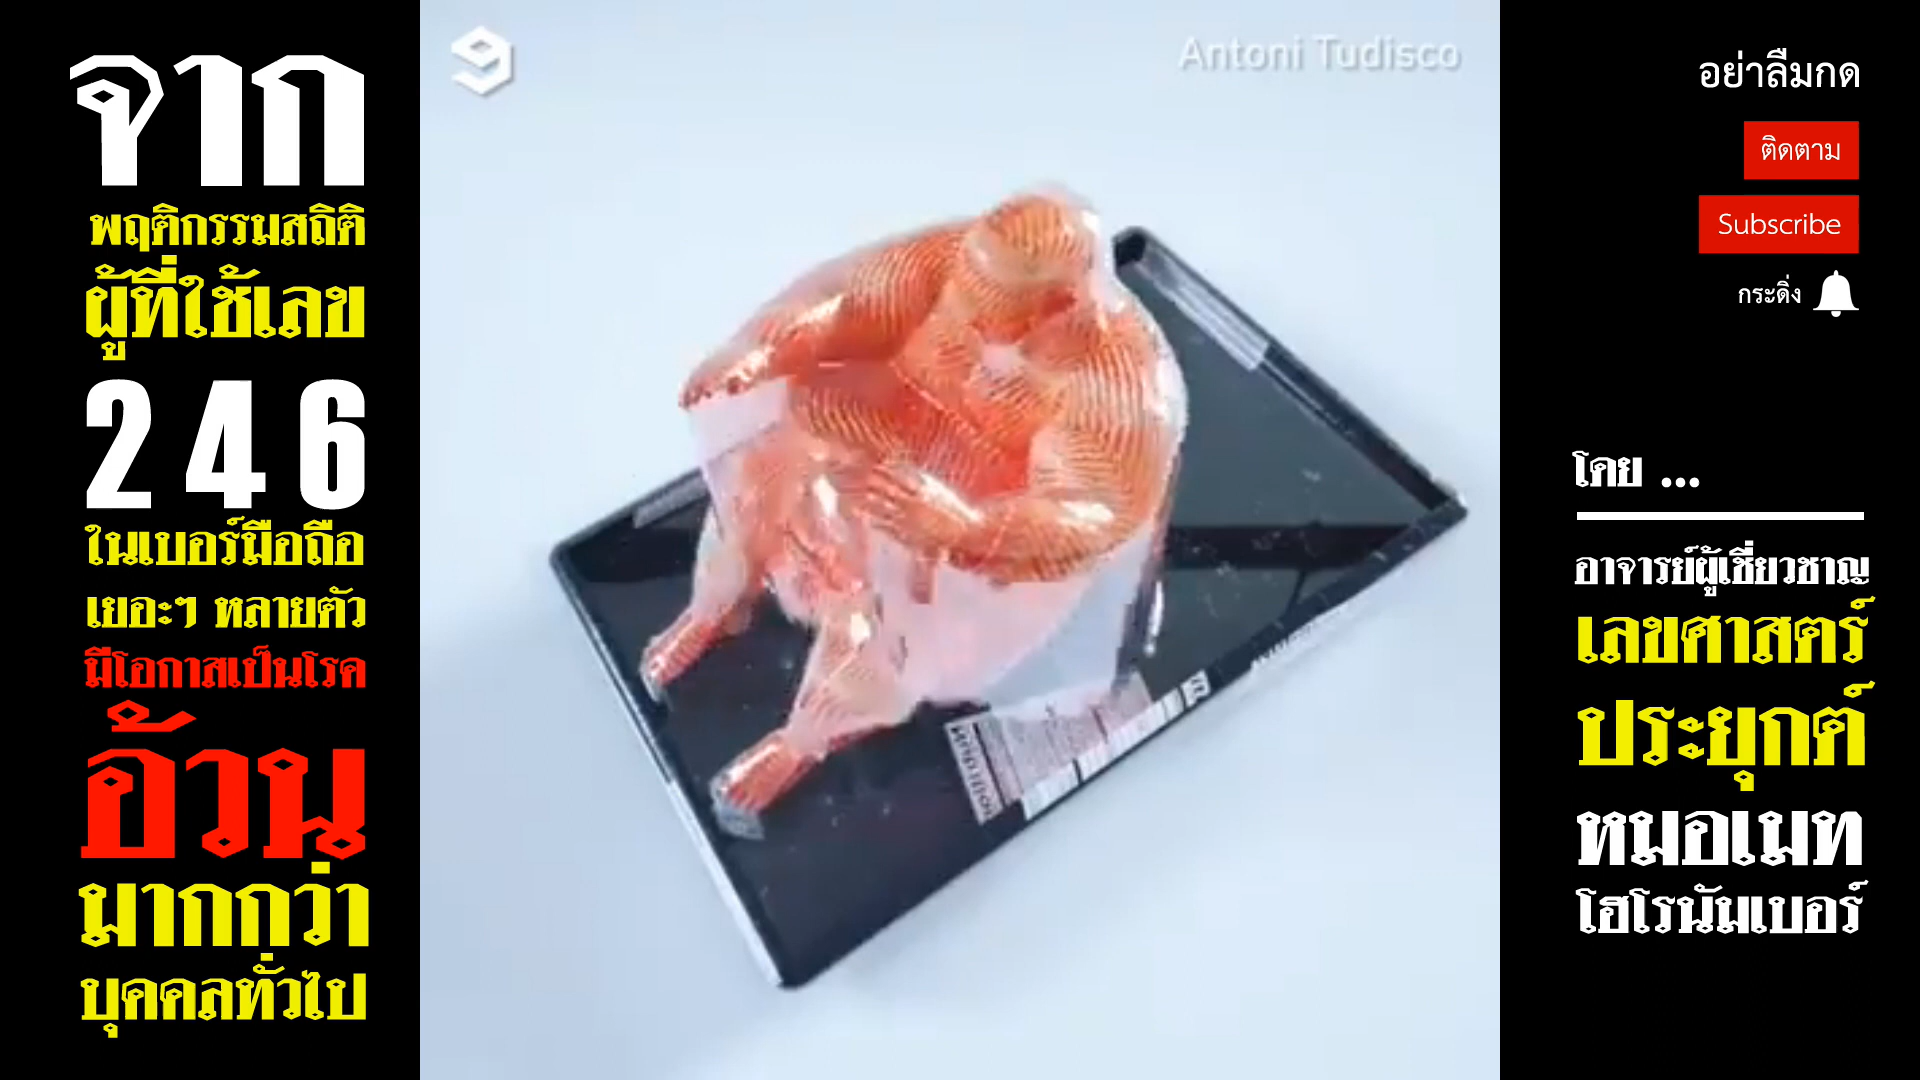 จาก
พฤติกรรมสถิติ
ผู้ที่ใช้เลข
2 4 6
ในเบอร์มือถือ
เยอะๆ หลายตัว
มีโอกาสเป็นโรค
อ้วน
มากกว่า
บุคคลทั่วไป
9
Antoni Tudisco
อย่าลืมกด
ติดตาม
Subscribe
กระดิ่ง
โดย ...
อาจารย์ผู้เชี่ยวชาญ
เลขศาสตร์
ประยุกต์
หมอเมท
โฮโรนัมเบอร์